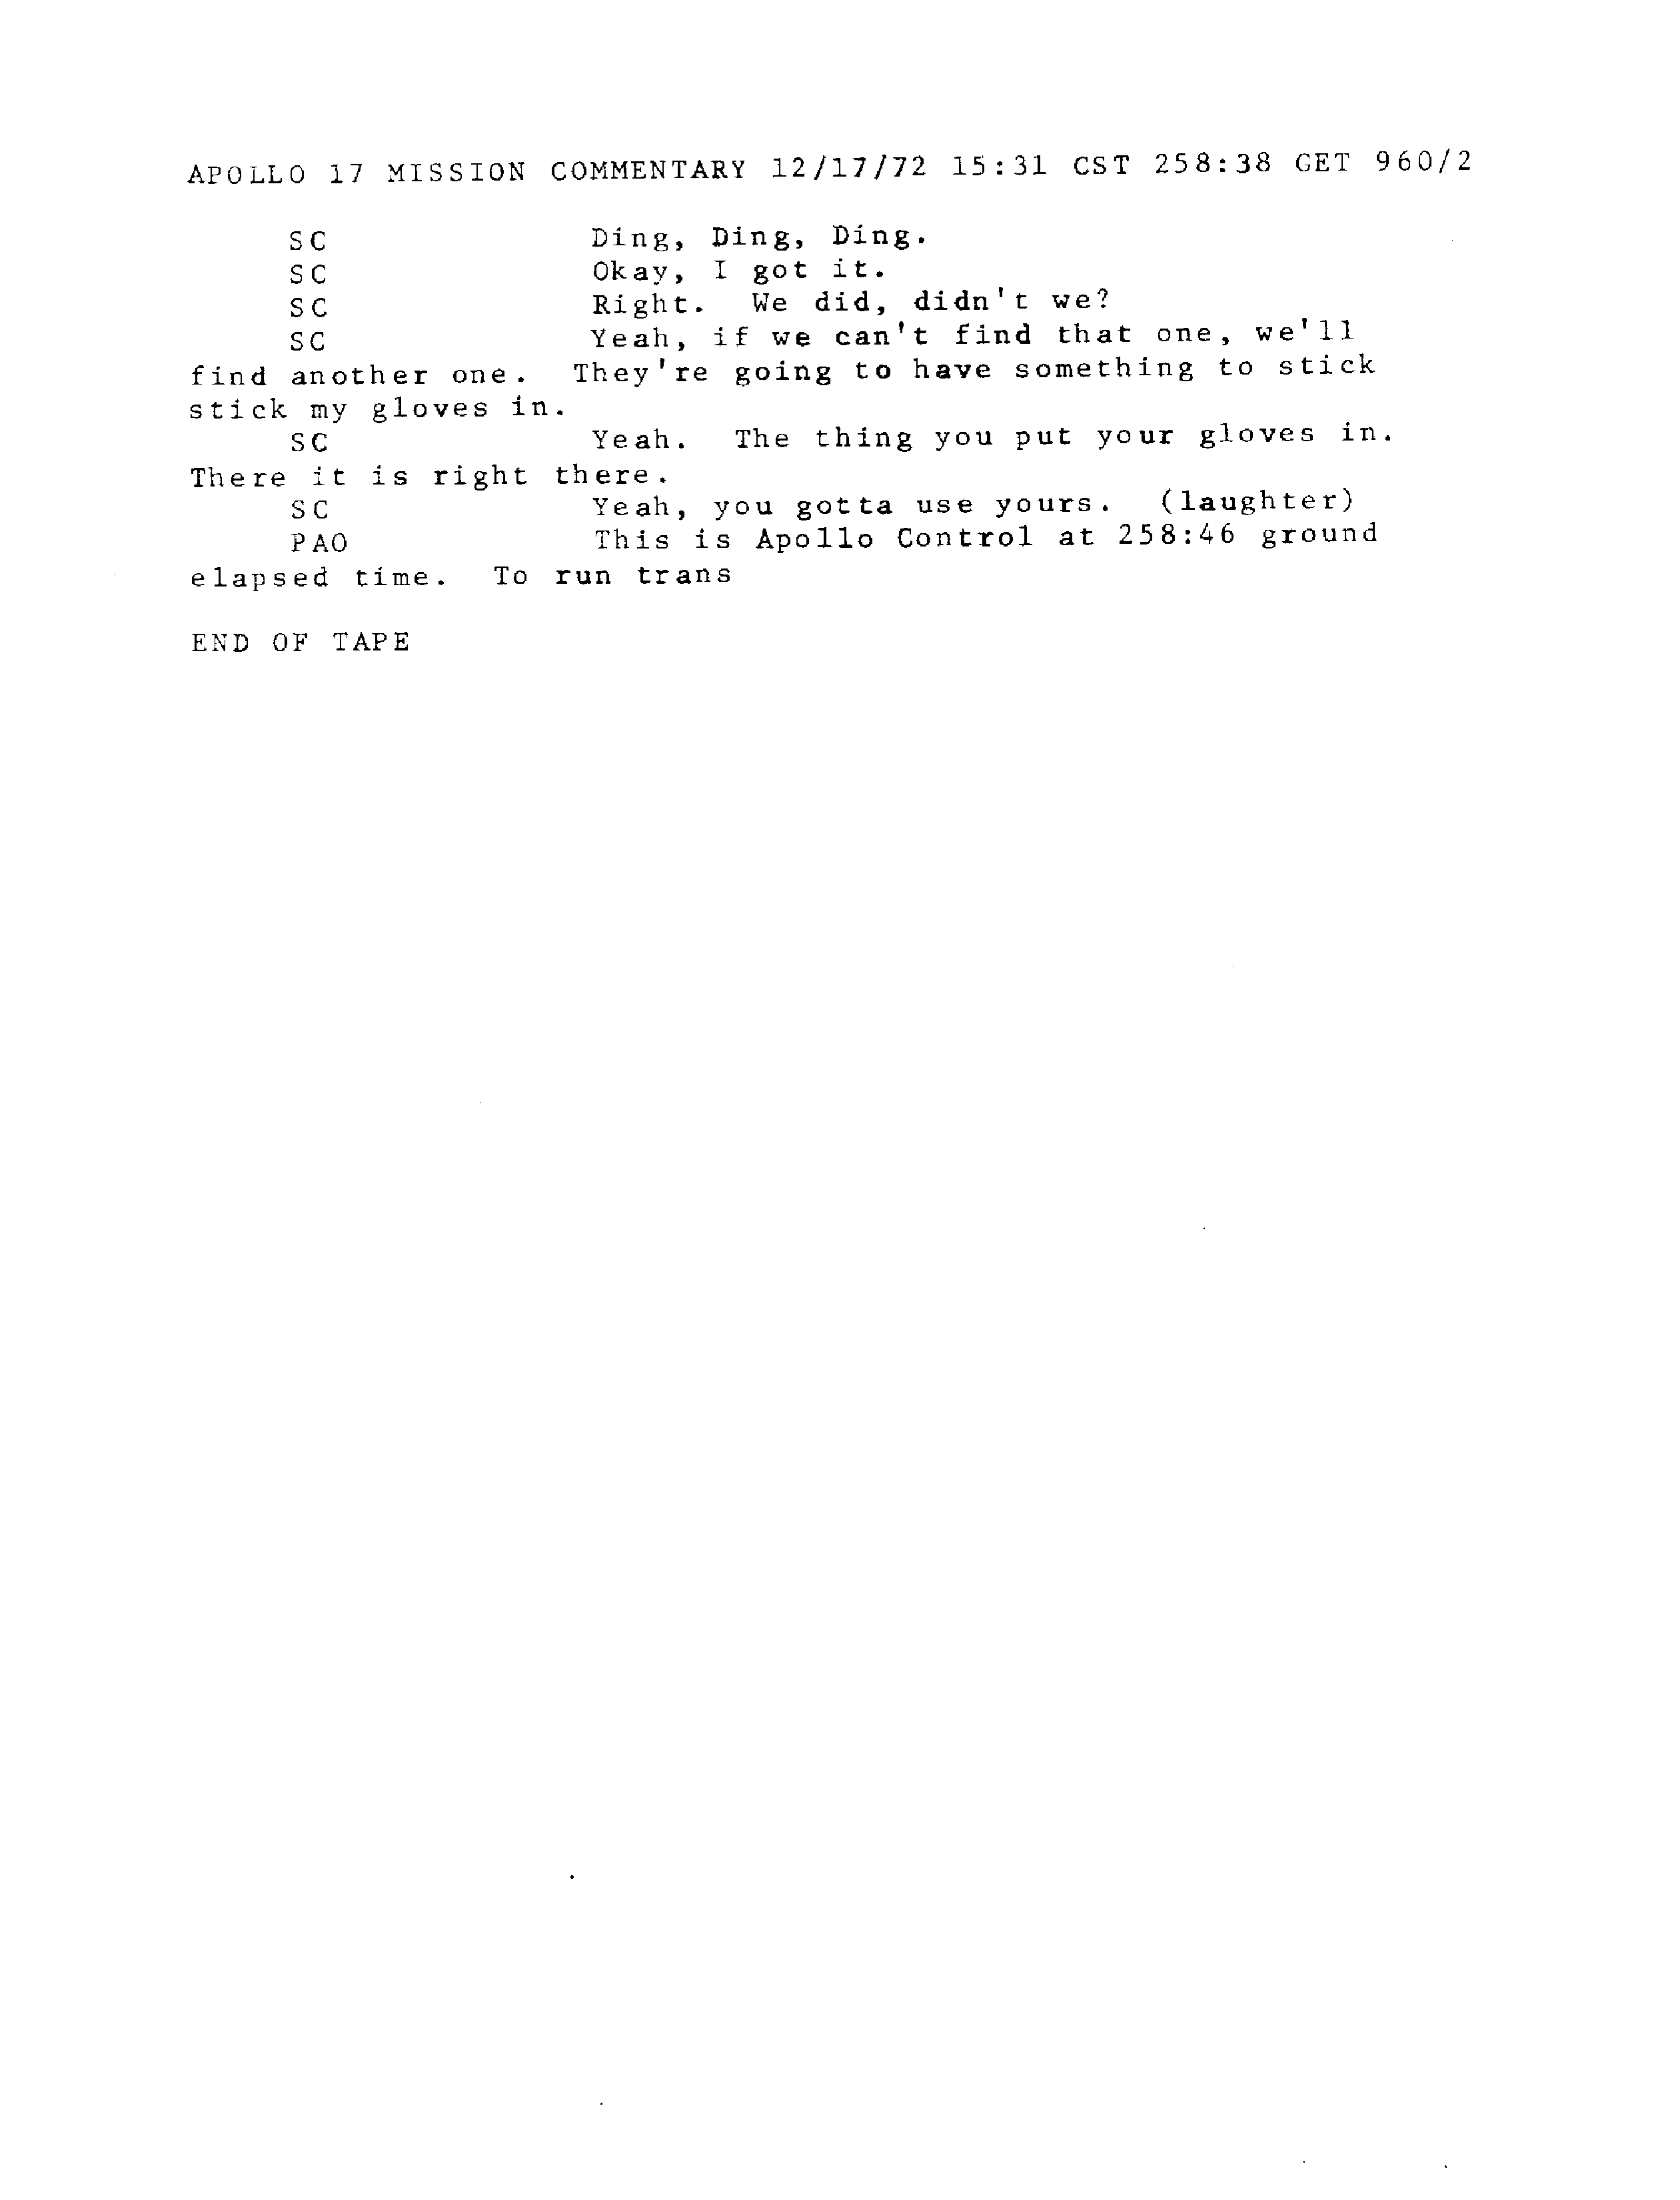 APOLLO 17 MISSION COMMENTARY 12/17/72 15:31 CST 258:38 GET 960/2
SC Ding, Ding, Ding.
SC Okay, I got it.
SC Right. We did, didn't we?
SC Yeah, if we can't find that one, we'll
find another one. They're going to have something to stick
stick my gloves in.
SC Yeah. The thing you put your gloves in.
There it is right there.
SC Yeah, you gotta use yours. (laughter)
PAO This is Apollo Control at 258:46 ground
elapsed time. To run trans
END OF TAPE